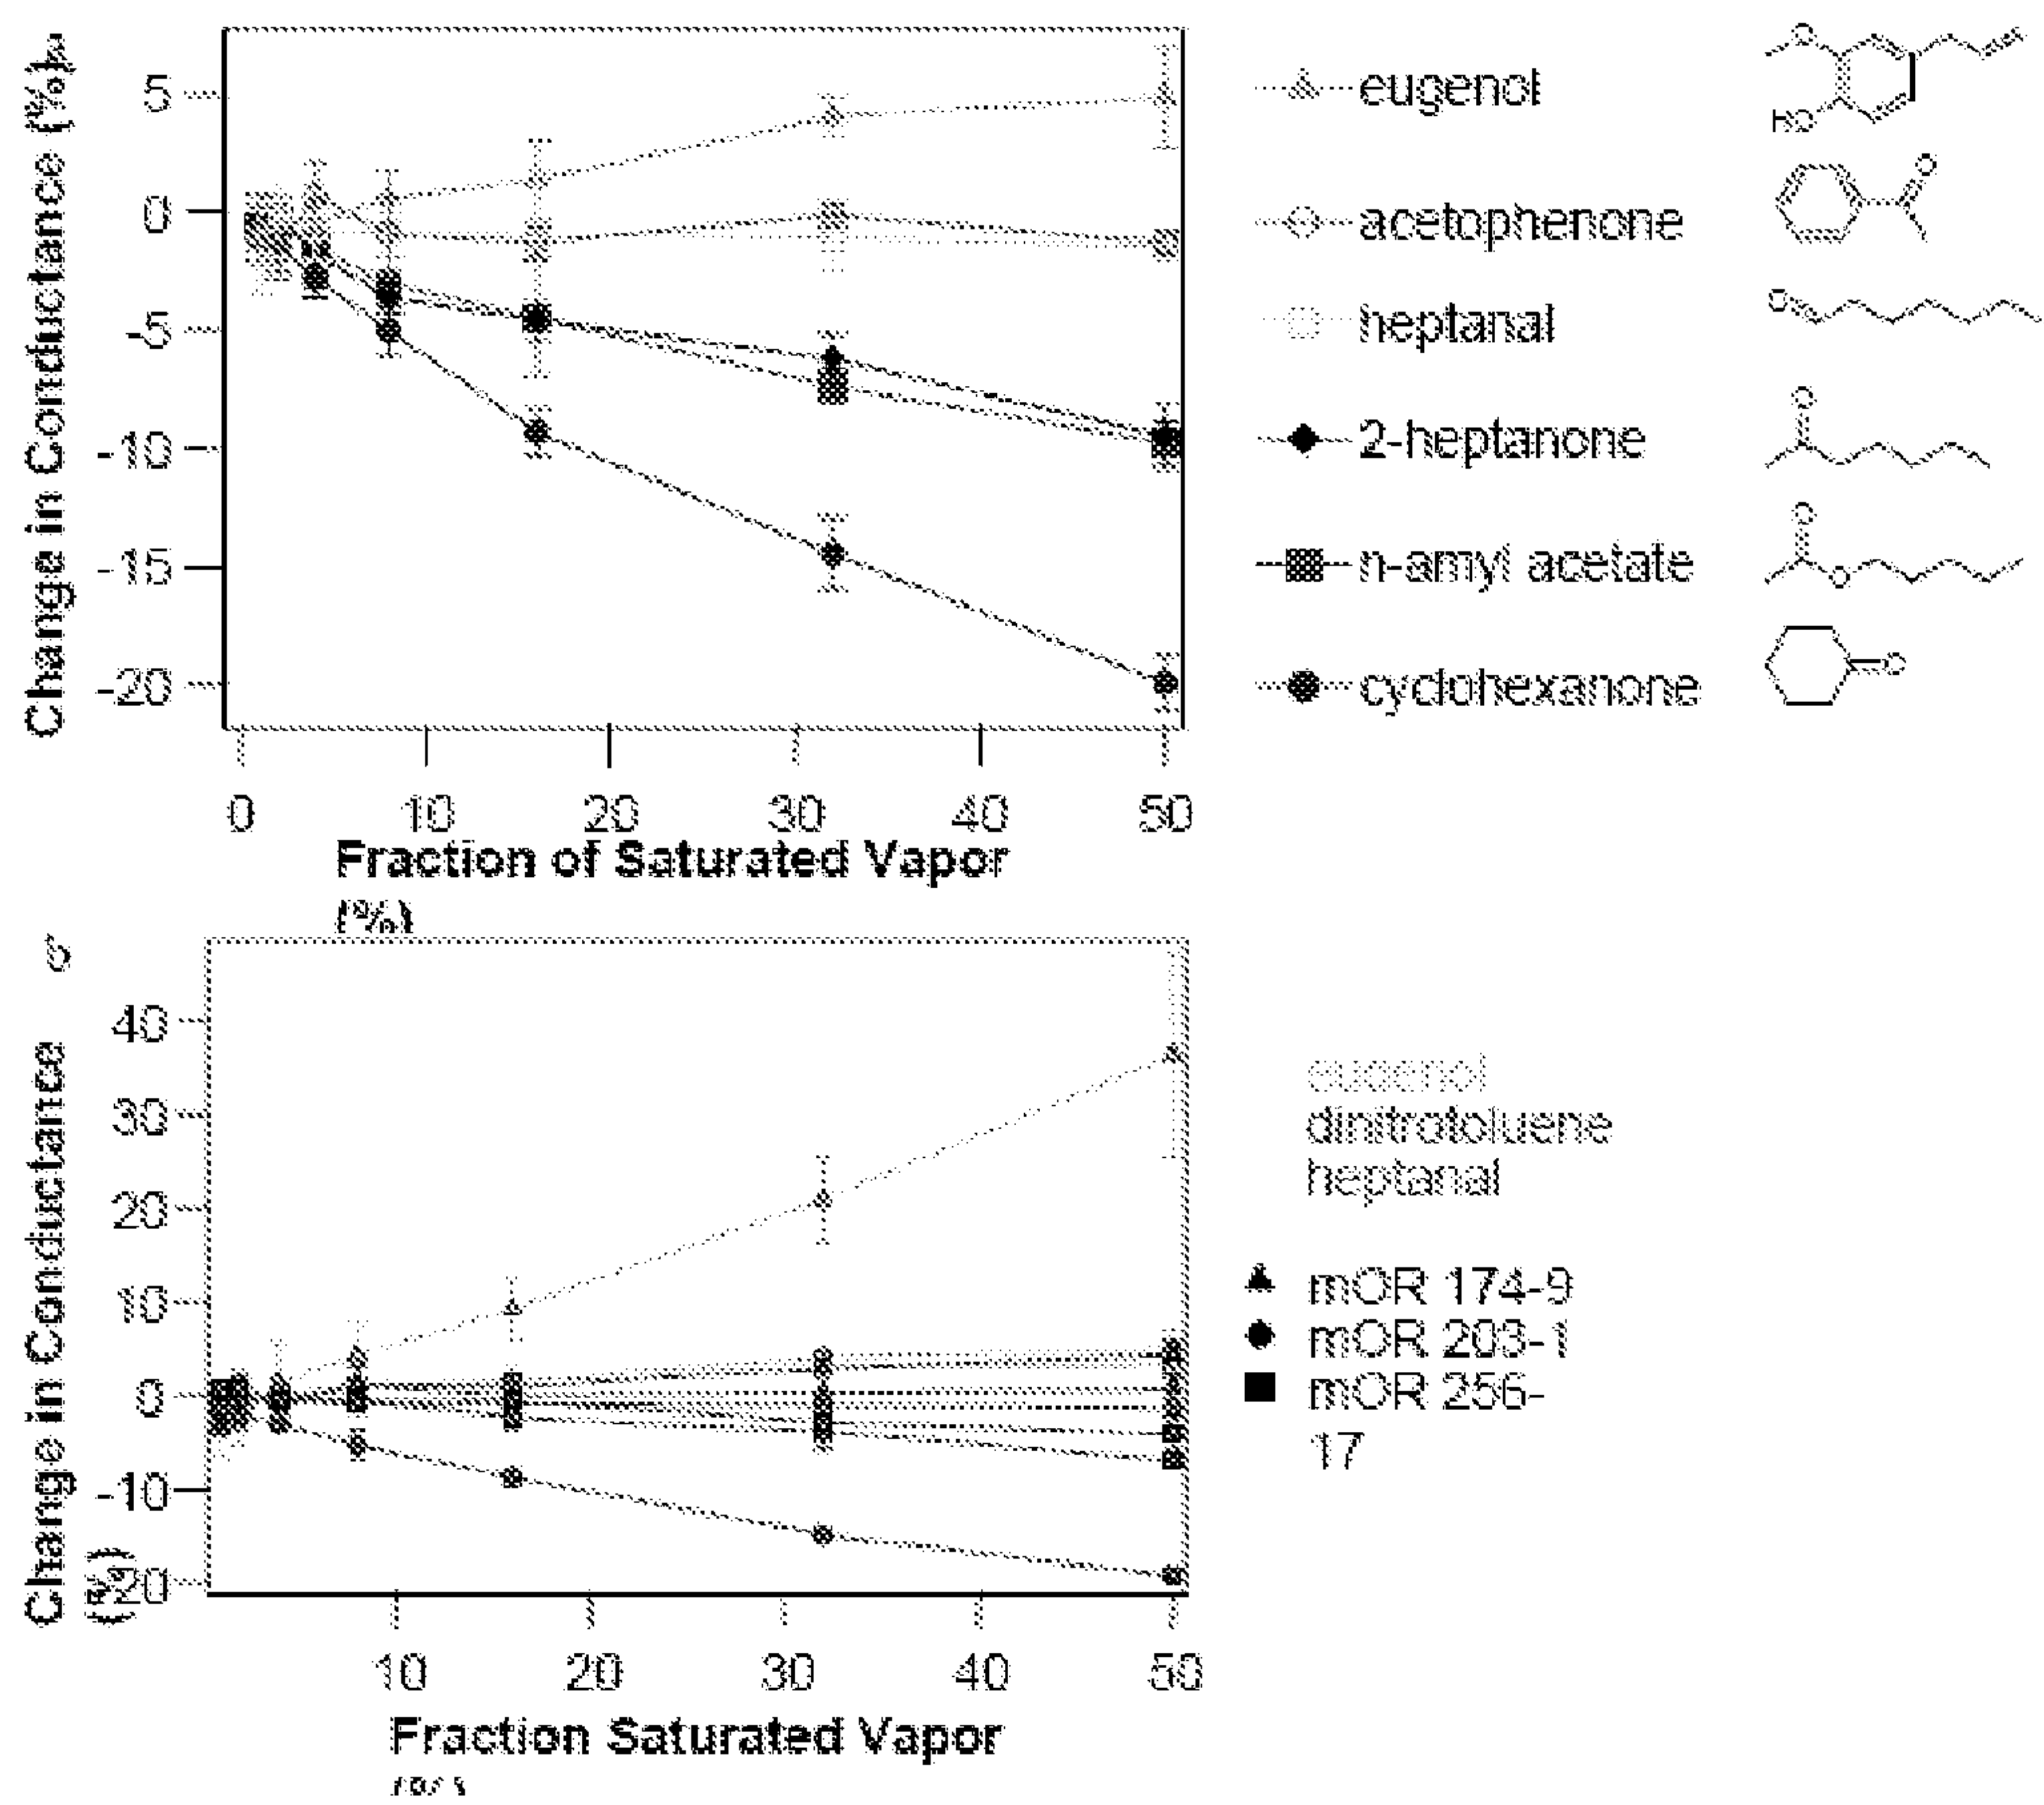 Change in Conductance (%)
5
0
-5
-10
-15
-20
0 10 20 30 40 50
Fraction of Saturated Vapor
(%)
eugenol
acetophenone
heptanal
2-heptanone
n-amyl acetate
cyclohexanone
O
HO
O
O
O
O
O
O
Change in Conductance
(%)
40
30
20
10
0
-10
-20
10 20 30 40 50
Fraction Saturated Vapor
(%)
eugenol
dinitrotoluene
heptanal
mOR 174-9
mOR 203-1
mOR 256-
17